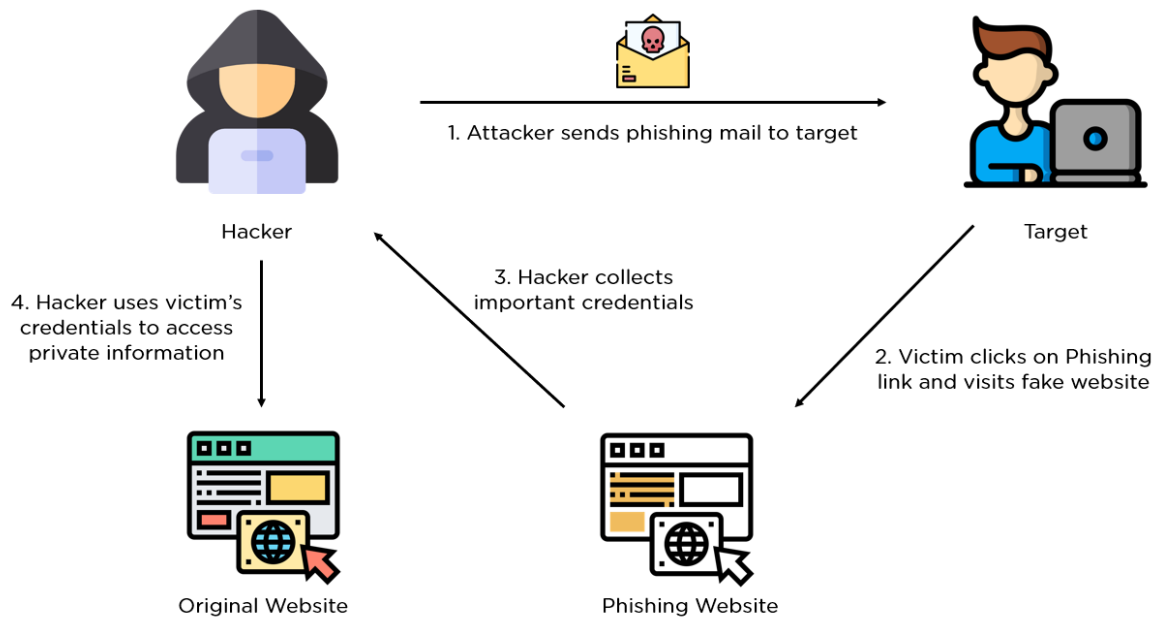 1. Attacker sends phishing mail to target
Hacker
Target
3. Hacker collects
important credentials
4. Hacker uses victim’s
credentials to access
private information
2. Victim clicks on Phishing
link and visits fake website
Original Website
Phishing Website